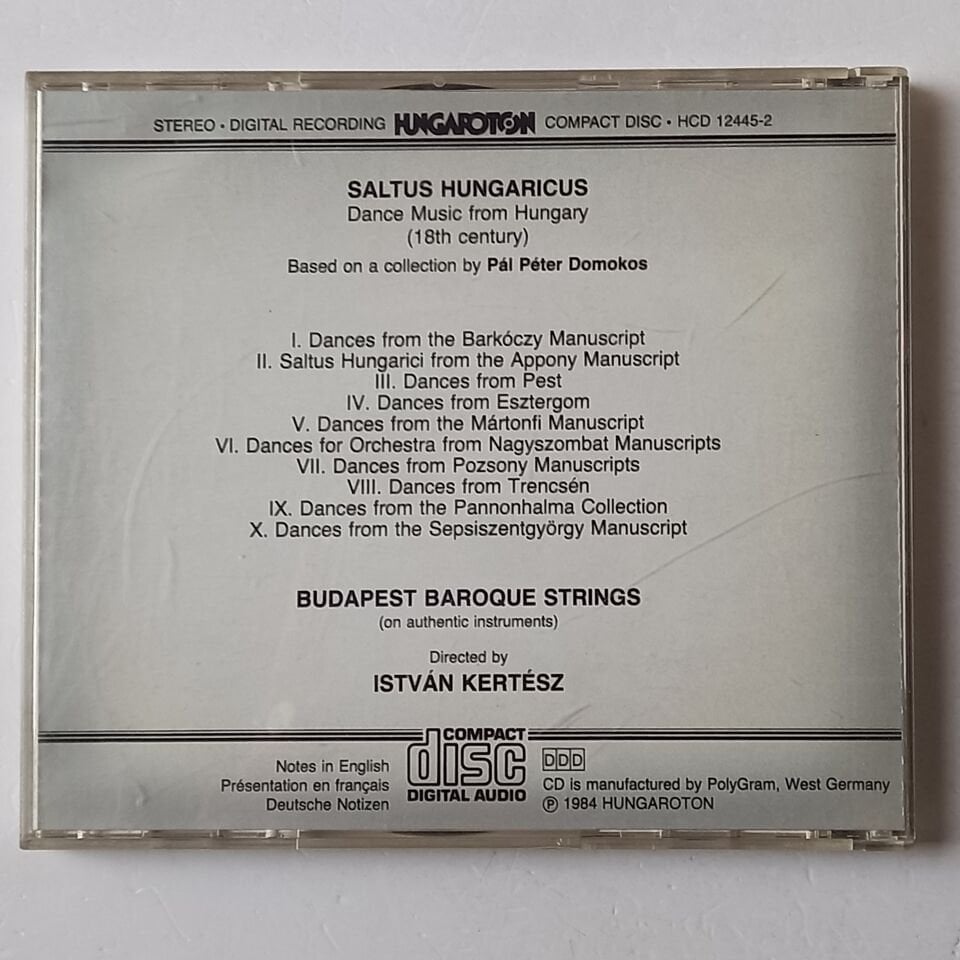 STEREO • DIGITAL RECORDING HUNGAROTON COMPACT DISC • HCD 12445-2
SALTUS HUNGARICUS
Dance Music from Hungary
(18th century)
Based on a collection by Pál Péter Domokos
I. Dances from the Barkóczy Manuscript
II. Saltus Hungarici from the Appony Manuscript
III. Dances from Pest
IV. Dances from Esztergom
V. Dances from the Mártonfi Manuscript
VI. Dances for Orchestra from Nagyszombat Manuscripts
VII. Dances from Pozsony Manuscripts
VIII. Dances from Trencsén
IX. Dances from the Pannonhalma Collection
X. Dances from the Sepsiszentgyörgy Manuscript
BUDAPEST BAROQUE STRINGS
(on authentic instruments)
Directed by
ISTVÁN KERTÉSZ
Notes in English
Présentation en français
Deutsche Notizen
COMPACT
disc
DIGITAL AUDIO
DDD
CD is manufactured by PolyGram, West Germany
Ⓟ 1984 HUNGAROTON